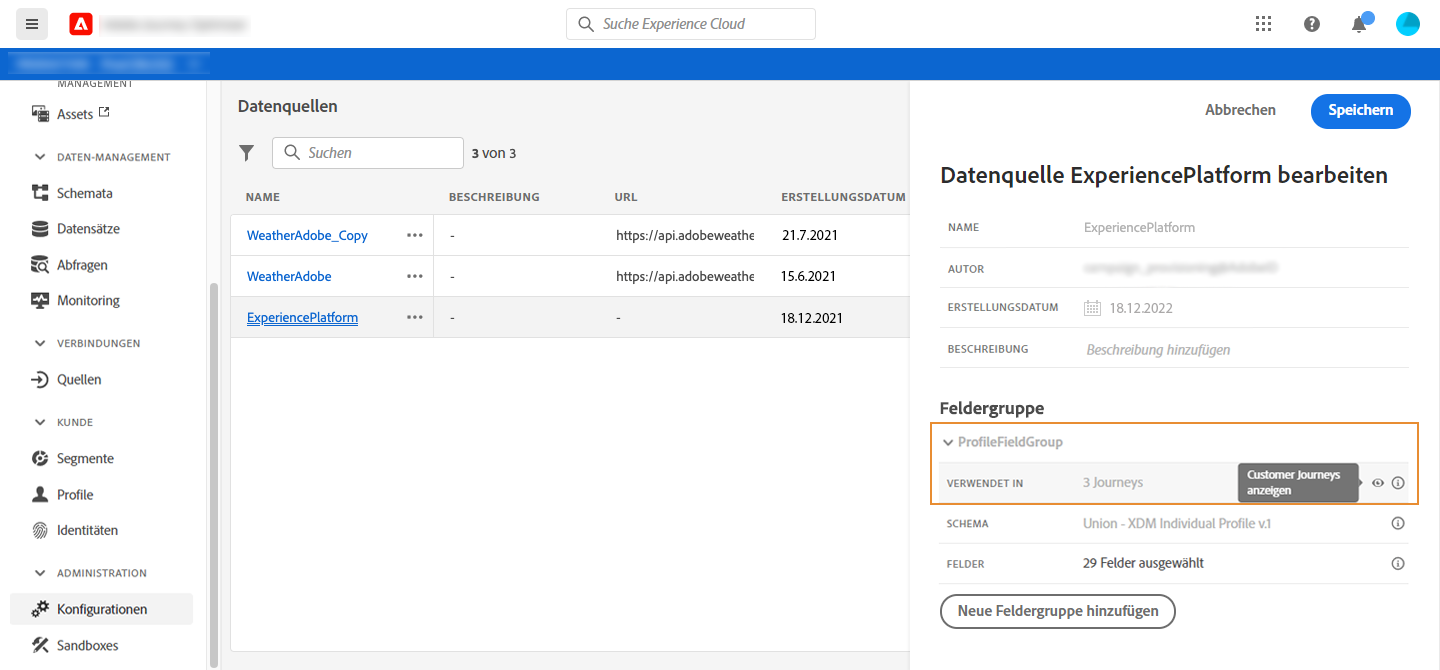 Suche Experience Cloud
MANAGEMENT
Assets
DATEN-MANAGEMENT
Schemata
Datensätze
Abfragen
Monitoring
VERBINDUNGEN
Quellen
KUNDE
Segmente
Profile
Identitäten
ADMINISTRATION
Konfigurationen
Sandboxes
Datenquellen
Suchen
3 von 3
NAME BESCHREIBUNG URL ERSTELLUNGSDATUM
WeatherAdobe_Copy ••• - https://api.adobeweathe 21.7.2021
WeatherAdobe ••• - https://api.adobeweathe 15.6.2021
ExperiencePlatform ••• - - 18.12.2021
Abbrechen Speichern
Datenquelle ExperiencePlatform bearbeiten
NAME ExperiencePlatform
AUTOR
ERSTELLUNGSDATUM 18.12.2022
BESCHREIBUNG Beschreibung hinzufügen
Feldergruppe
ProfileFieldGroup
VERWENDET IN 3 Journeys
Customer Journeys
anzeigen
SCHEMA Union - XDM Individual Profile v.1
FELDER 29 Felder ausgewählt
Neue Feldergruppe hinzufügen